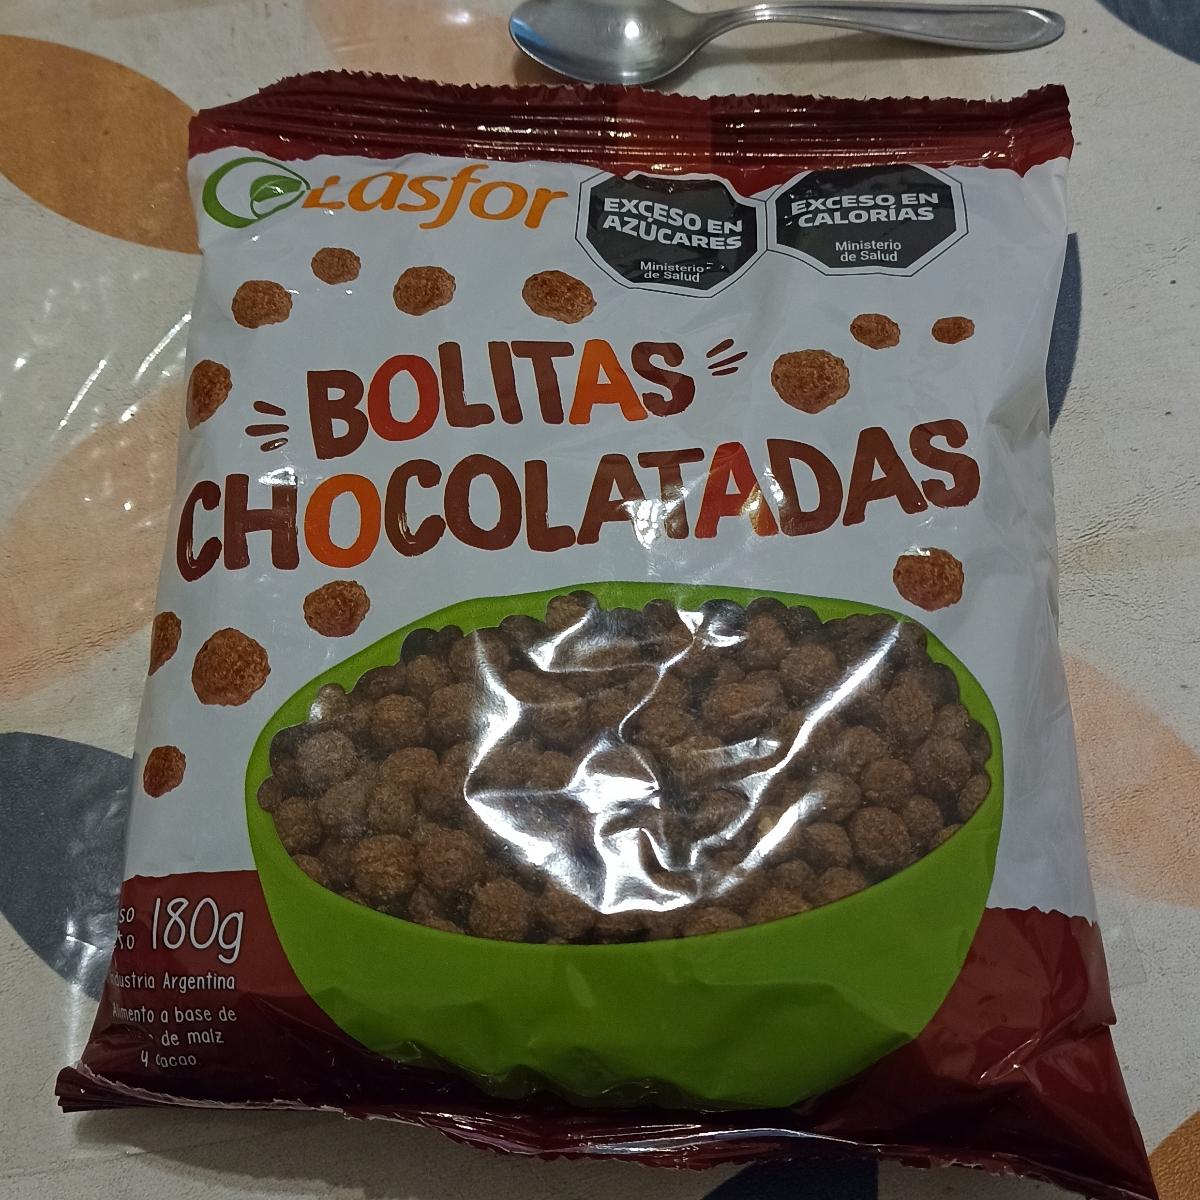 Lasfor
EXCESO EN
AZÚCARES
Ministerio
de Salud
EXCESO EN
CALORÍAS
Ministerio
de Salud
BOLITAS
CHOCOLATADAS
180g
Industria Argentina
Alimento a base de
de maíz
y cacao